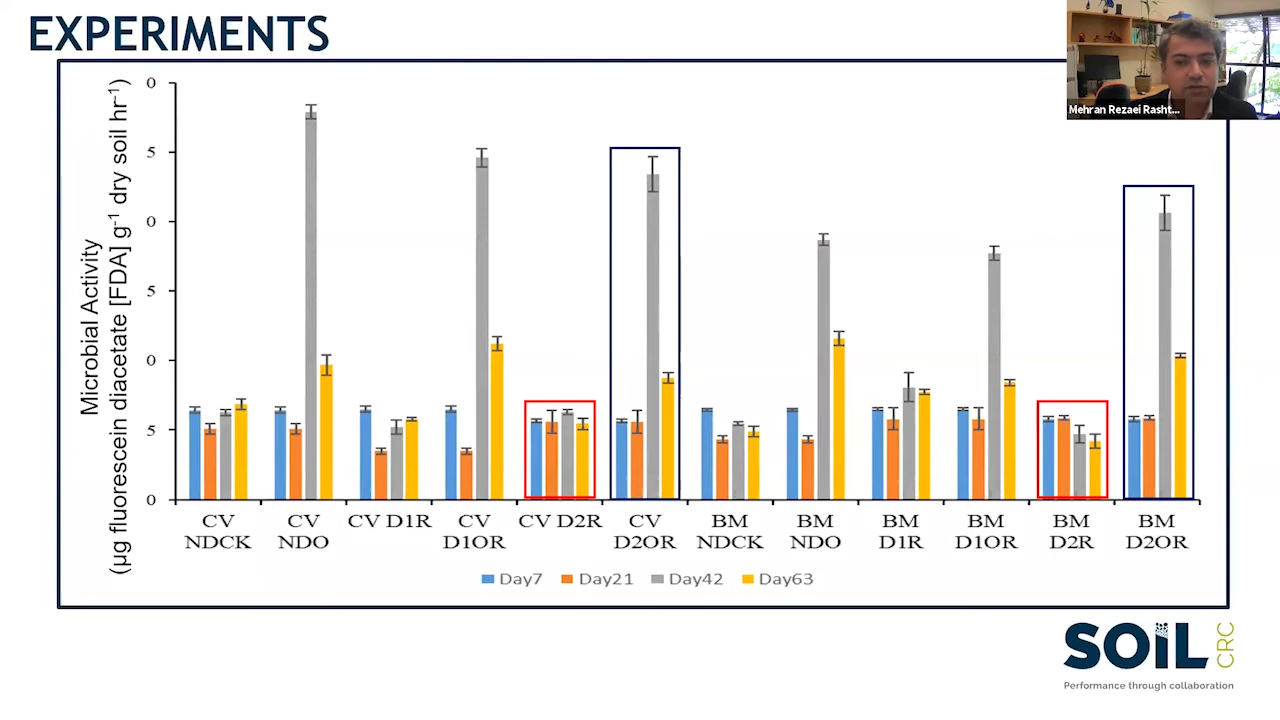 EXPERIMENTS
Mehran Rezaei Rasht...
Microbial Activity
(µg fluorescein diacetate [FDA] g⁻¹ dry soil hr⁻¹)
0
5
0
5
0
5
0
CV NDCK
CV NDO
CV D1R
CV D1OR
CV D2R
CV D2OR
BM NDCK
BM NDO
BM D1R
BM D1OR
BM D2R
BM D2OR
Day7 Day21 Day42 Day63
SOiL CRC
Performance through collaboration